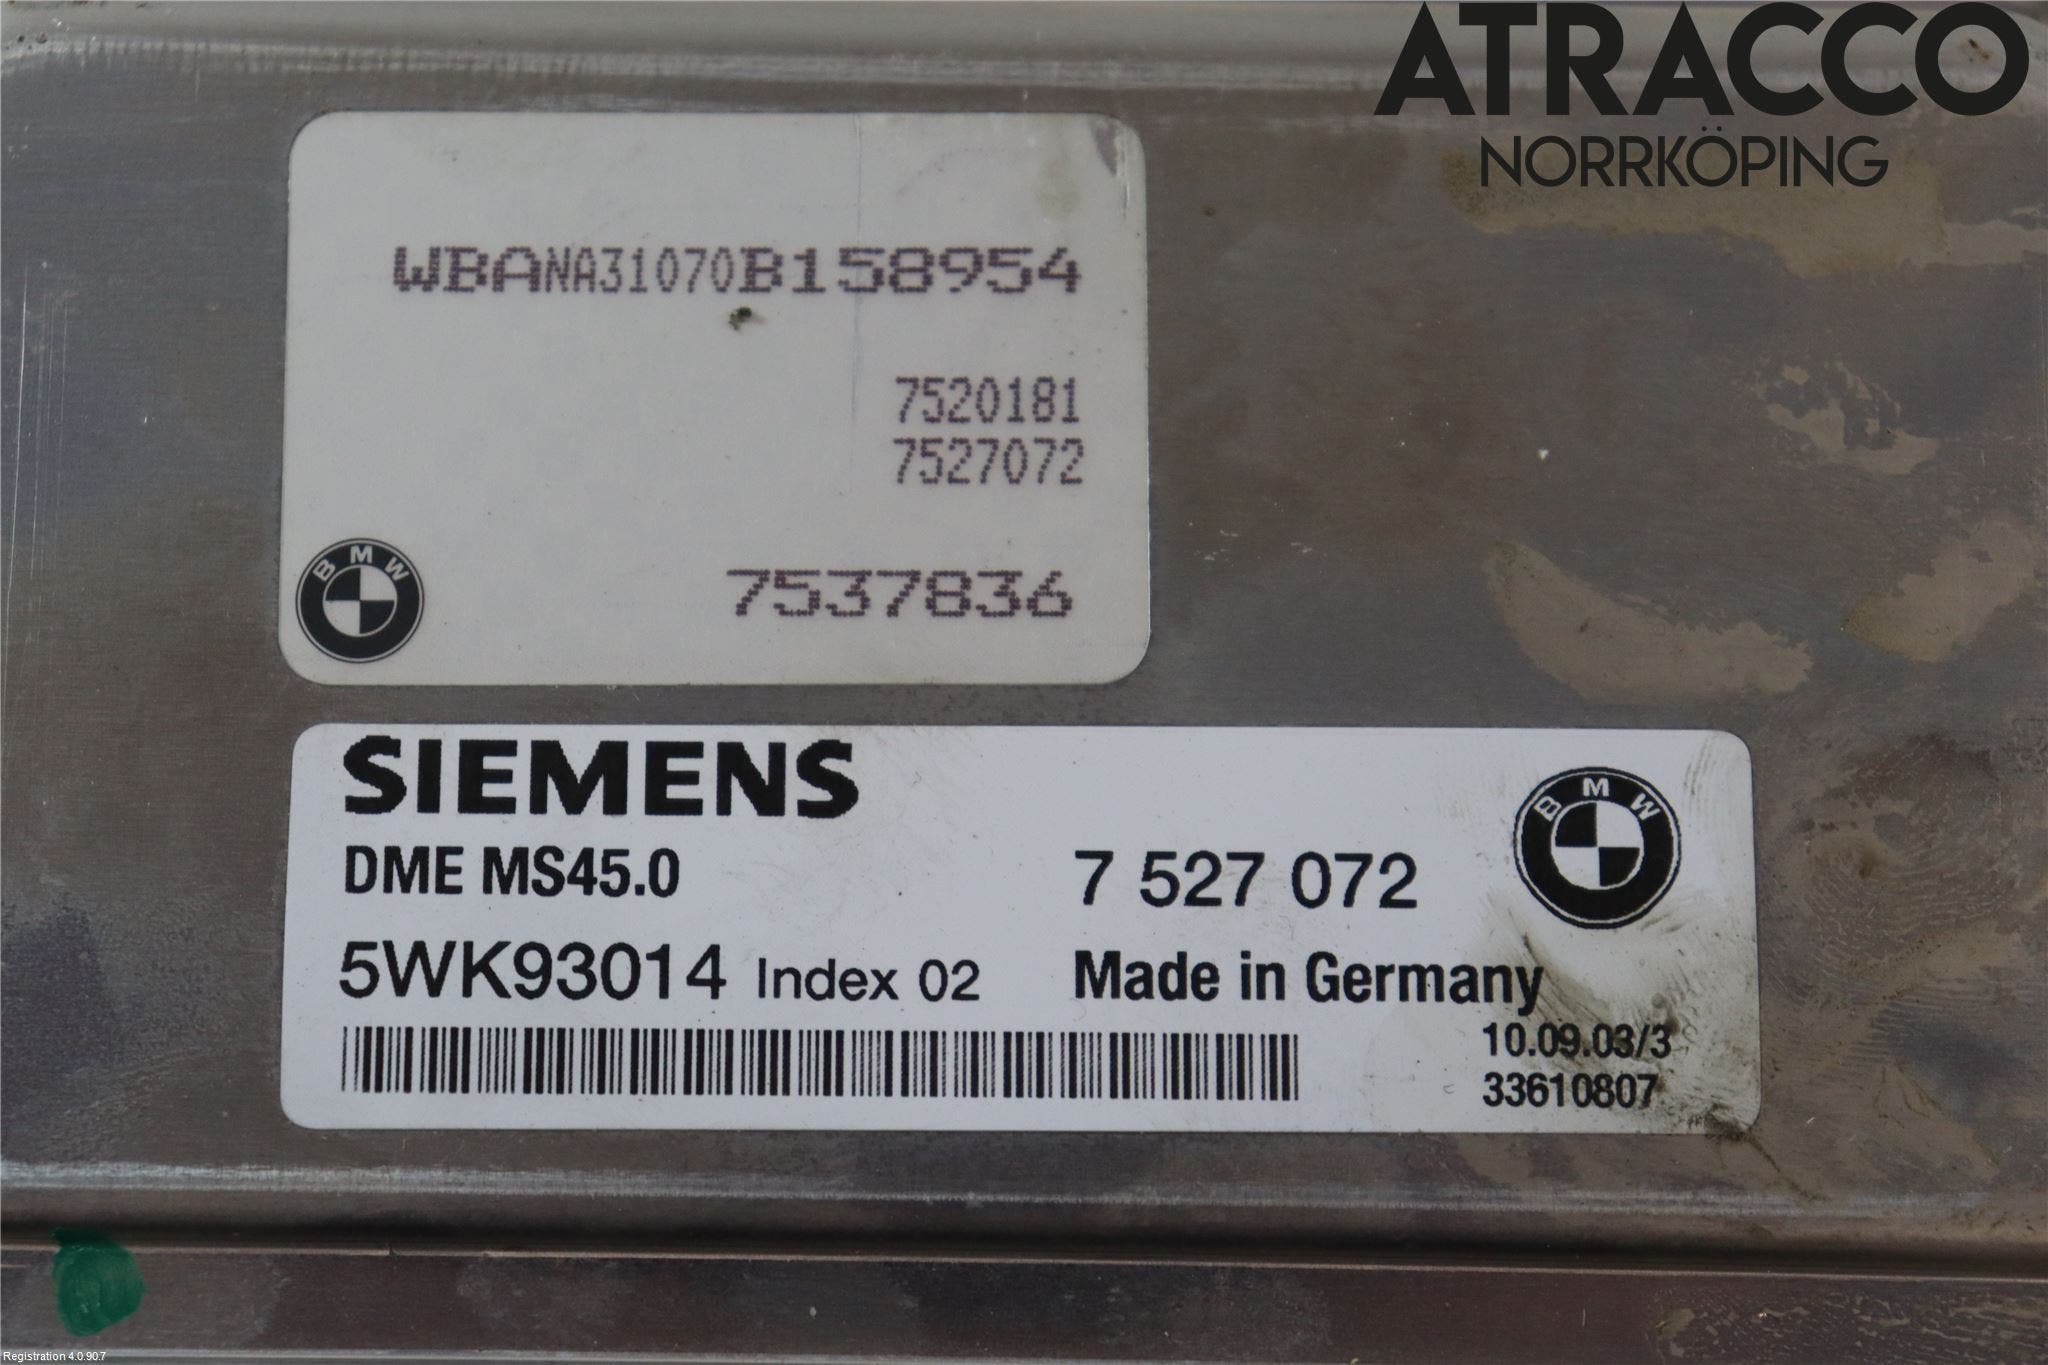 ATRACCO
NORRKÖPING
WBANA31070B158954
7520181
7527072
BMW
7537836
SIEMENS
BMW
DME MS45.0
7 527 072
5WK93014 Index 02
Made in Germany
10.09.03/3
33610807
Registration 4.0.90.7